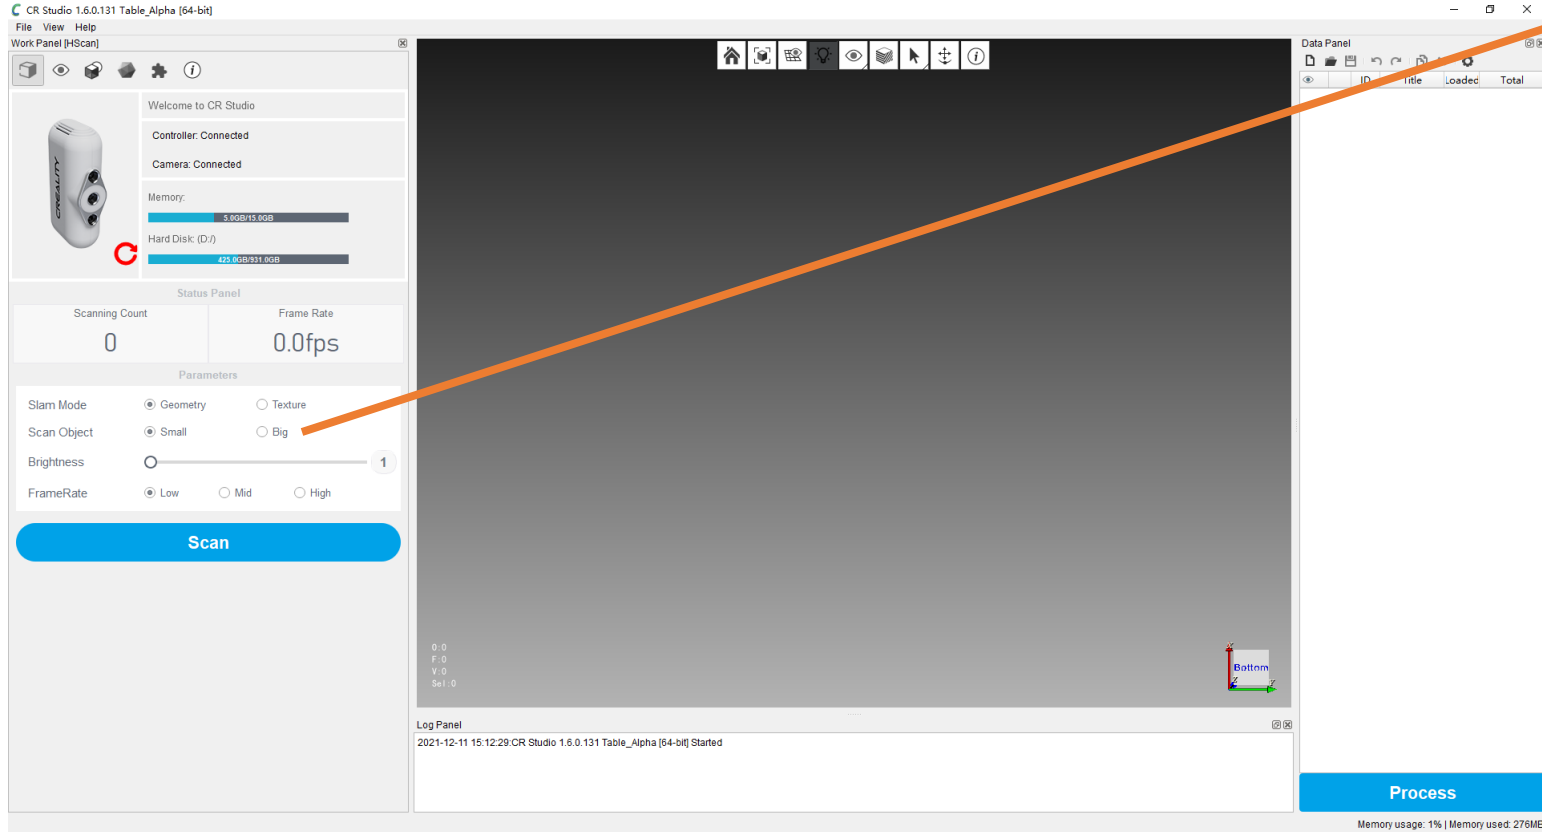 CR Studio 1.6.0.131 Table_Alpha [64-bit]
File View Help
Work Panel [HScan]
Welcome to CR Studio
Controller: Connected
Camera: Connected
Memory:
5.0GB/15.0GB
Hard Disk: (D:/)
425.0GB/931.0GB
CREALITY
Status Panel
Scanning Count Frame Rate
0 0.0fps
Parameters
Slam Mode Geometry Texture
Scan Object Small Big
Brightness 1
FrameRate Low Mid High
Scan
O:0
F:0
V:0
Sel:0
X
Bottom
Z Y
Log Panel
2021-12-11 15:12:29:CR Studio 1.6.0.131 Table_Alpha [64-bit] Started
Data Panel
ID Title Loaded Total
Process
Memory usage: 1% | Memory used: 276ME